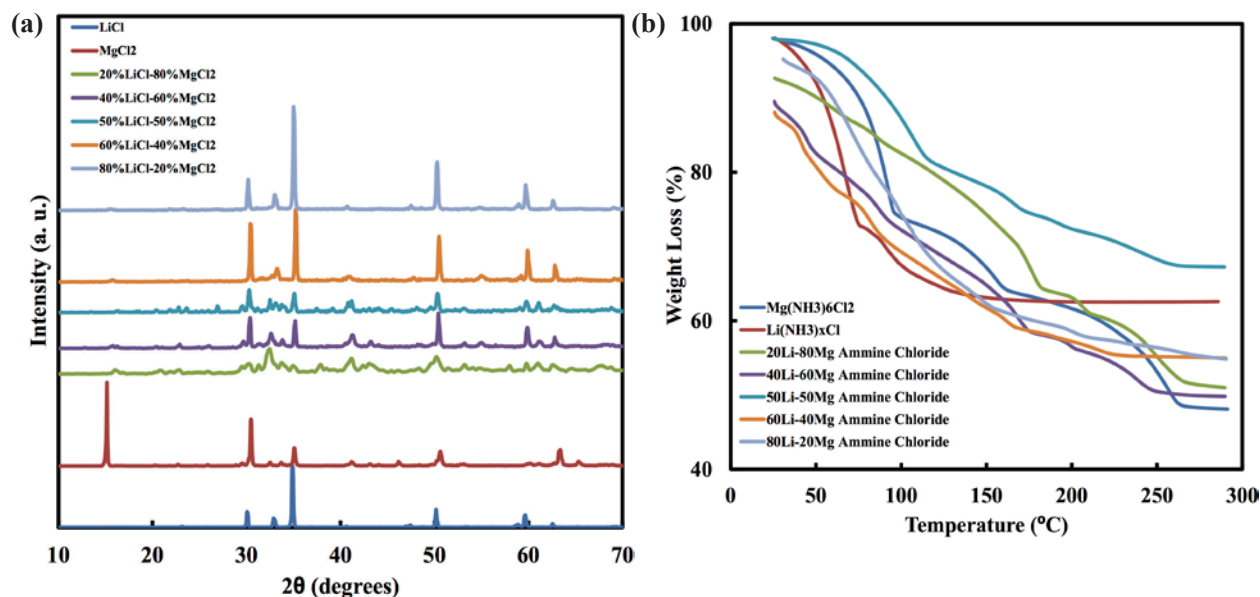 (a)
LiCl
MgCl2
20%LiCl-80%MgCl2
40%LiCl-60%MgCl2
50%LiCl-50%MgCl2
60%LiCl-40%MgCl2
80%LiCl-20%MgCl2
Intensity (a. u.)
10 20 30 40 50 60 70
2θ (degrees)
(b)
100
80
60
40
Weight Loss (%)
Mg(NH3)6Cl2
Li(NH3)xCl
20Li-80Mg Ammine Chloride
40Li-60Mg Ammine Chloride
50Li-50Mg Ammine Chloride
60Li-40Mg Ammine Chloride
80Li-20Mg Ammine Chloride
0 50 100 150 200 250 300
Temperature (°C)